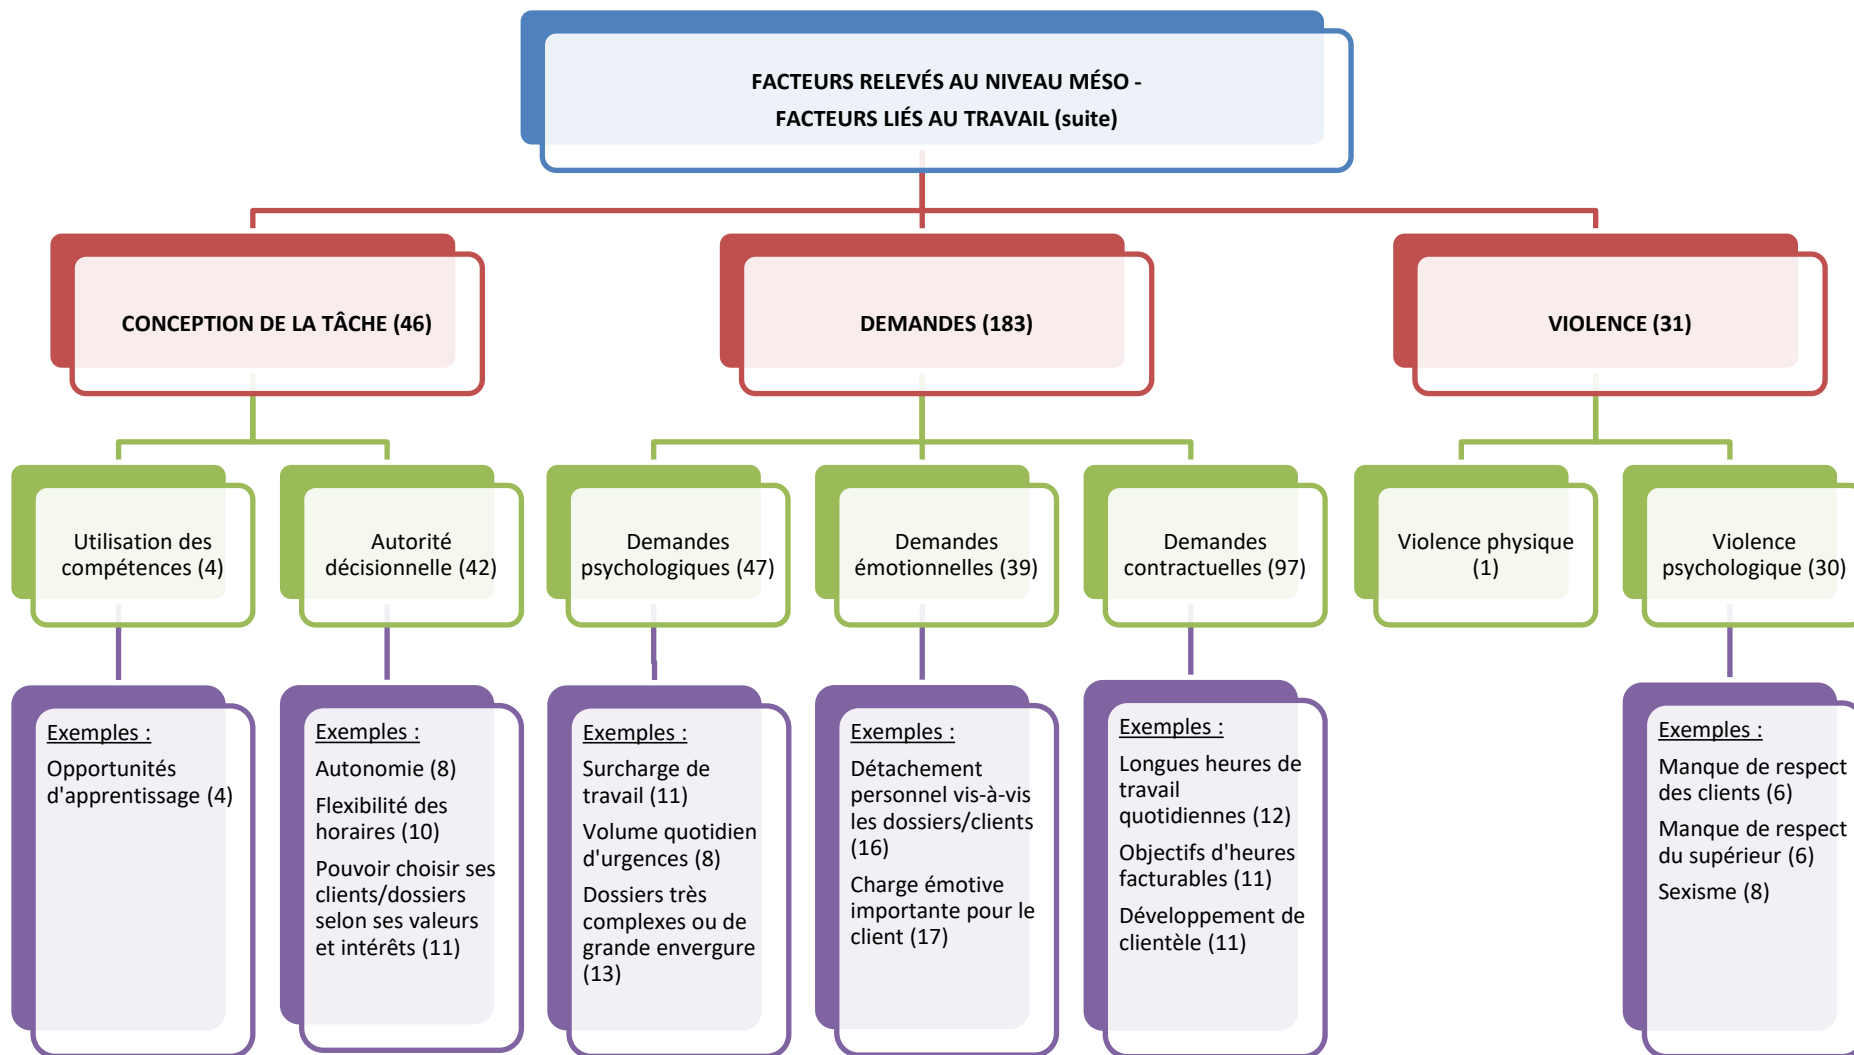 FACTEURS RELEVÉS AU NIVEAU MÉSO -
FACTEURS LIÉS AU TRAVAIL (suite)
CONCEPTION DE LA TÂCHE (46)
DEMANDES (183)
VIOLENCE (31)
Utilisation des
compétences (4)
Autorité
décisionnelle (42)
Demandes
psychologiques (47)
Demandes
émotionnelles (39)
Demandes
contractuelles (97)
Violence physique
(1)
Violence
psychologique (30)
Exemples :
Opportunités
d'apprentissage (4)
Exemples :
Autonomie (8)
Flexibilité des
horaires (10)
Pouvoir choisir ses
clients/dossiers
selon ses valeurs
et intérêts (11)
Exemples :
Surcharge de
travail (11)
Volume quotidien
d'urgences (8)
Dossiers très
complexes ou de
grande envergure
(13)
Exemples :
Détachement
personnel vis-à-vis
les dossiers/clients
(16)
Charge émotive
importante pour le
client (17)
Exemples :
Longues heures de
travail
quotidiennes (12)
Objectifs d'heures
facturables (11)
Développement de
clientèle (11)
Exemples :
Manque de respect
des clients (6)
Manque de respect
du supérieur (6)
Sexisme (8)